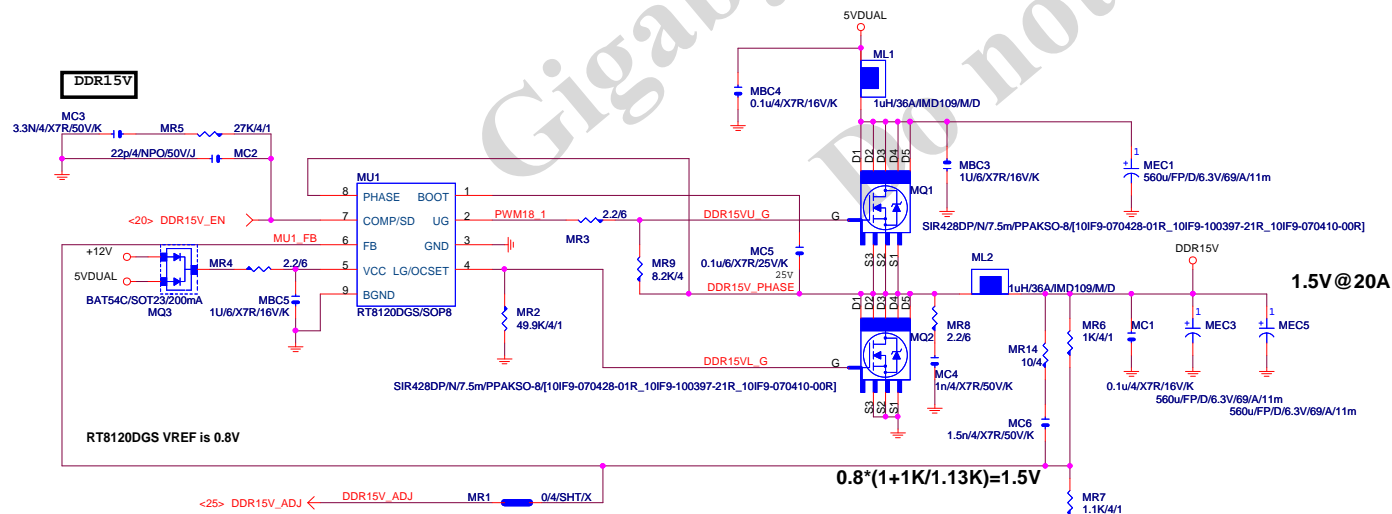 Gigaby
Do not
5VDUAL
ML1
1uH/36A/IMD109/M/D
MBC4
0.1u/4/X7R/16V/K
DDR15V
MC3
3.3N/4/X7R/50V/K
MR5
27K/4/1
22p/4/NPO/50V/J
MC2
D1
D2
D3
D4
D5
MBC3
1U/6/X7R/16V/K
1
+
MEC1
560u/FP/D/6.3V/69/A/11m
MU1
8 PHASE BOOT 1
7 COMP/SD UG 2
6 FB GND 3
5 VCC LG/OCSET 4
9 BGND
RT8120DGS/SOP8
<20> DDR15V_EN
MU1_FB
PWM18_1
2.2/6
MR3
DDR15VU_G
G
MQ1
SIR428DP/N/7.5m/PPAKSO-8/[10IF9-070428-01R_10IF9-100397-21R_10IF9-070410-00R]
S3
S2
S1
+12V
5VDUAL
BAT54C/SOT23/200mA
MQ3
MR4
2.2/6
MBC5
1U/6/X7R/16V/K
MR9
8.2K/4
MC5
0.1u/6/X7R/25V/K
25V
DDR15V_PHASE
MR2
49.9K/4/1
D1
D2
D3
D4
D5
ML2
1uH/36A/IMD109/M/D
DDR15V
1.5V@20A
MQ2
DDR15VL_G
G
SIR428DP/N/7.5m/PPAKSO-8/[10IF9-070428-01R_10IF9-100397-21R_10IF9-070410-00R]
S3
S2
S1
MR8
2.2/6
MC4
1n/4/X7R/50V/K
MR14
10/4
MR6
1K/4/1
MC1
0.1u/4/X7R/16V/K
1
+
MEC3
560u/FP/D/6.3V/69/A/11m
1
+
MEC5
560u/FP/D/6.3V/69/A/11m
MC6
1.5n/4/X7R/50V/K
RT8120DGS VREF is 0.8V
0.8*(1+1K/1.13K)=1.5V
<25> DDR15V_ADJ
DDR15V_ADJ
MR1
0/4/SHT/X
MR7
1.1K/4/1